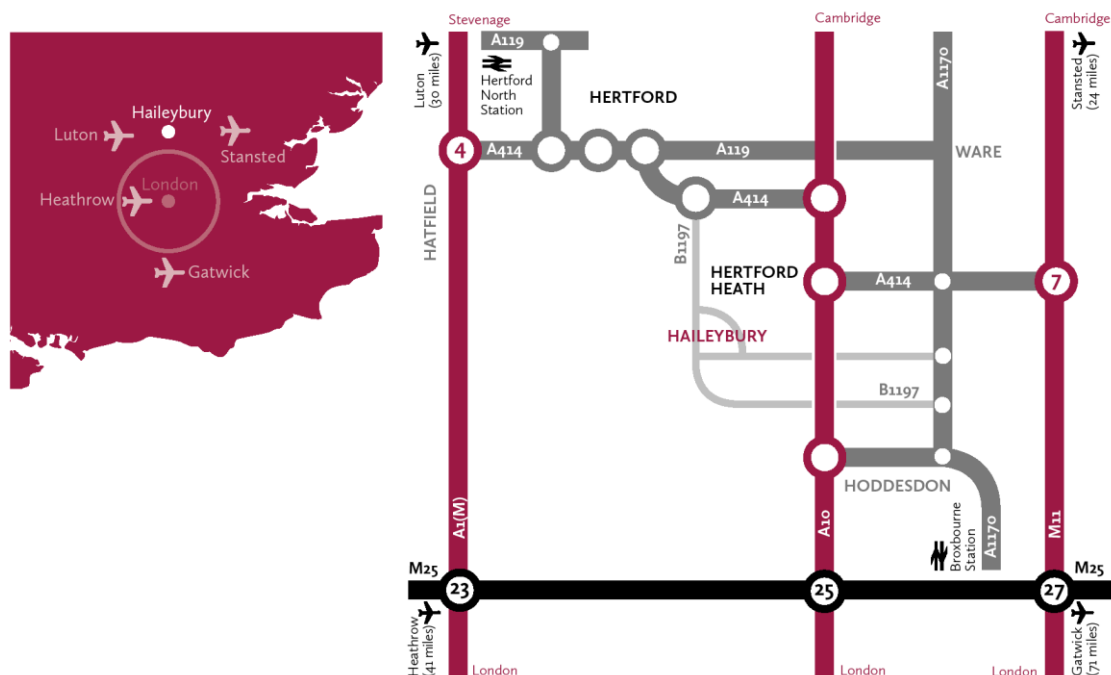 Haileybury
Luton
Stansted
London
Heathrow
Gatwick
Stevenage
Cambridge
Cambridge
Luton
(30 miles)
A119
Hertford
North
Station
HERTFORD
A1170
Stansted
(24 miles)
4
A414
A119
WARE
HATFIELD
A414
B1197
HERTFORD
HEATH
A414
7
HAILEYBURY
B1197
HODDESDON
A1(M)
A10
Broxbourne
Station
A1170
M11
M25
23
25
27
M25
Heathrow
(41 miles)
Gatwick
(71 miles)
London
London
London